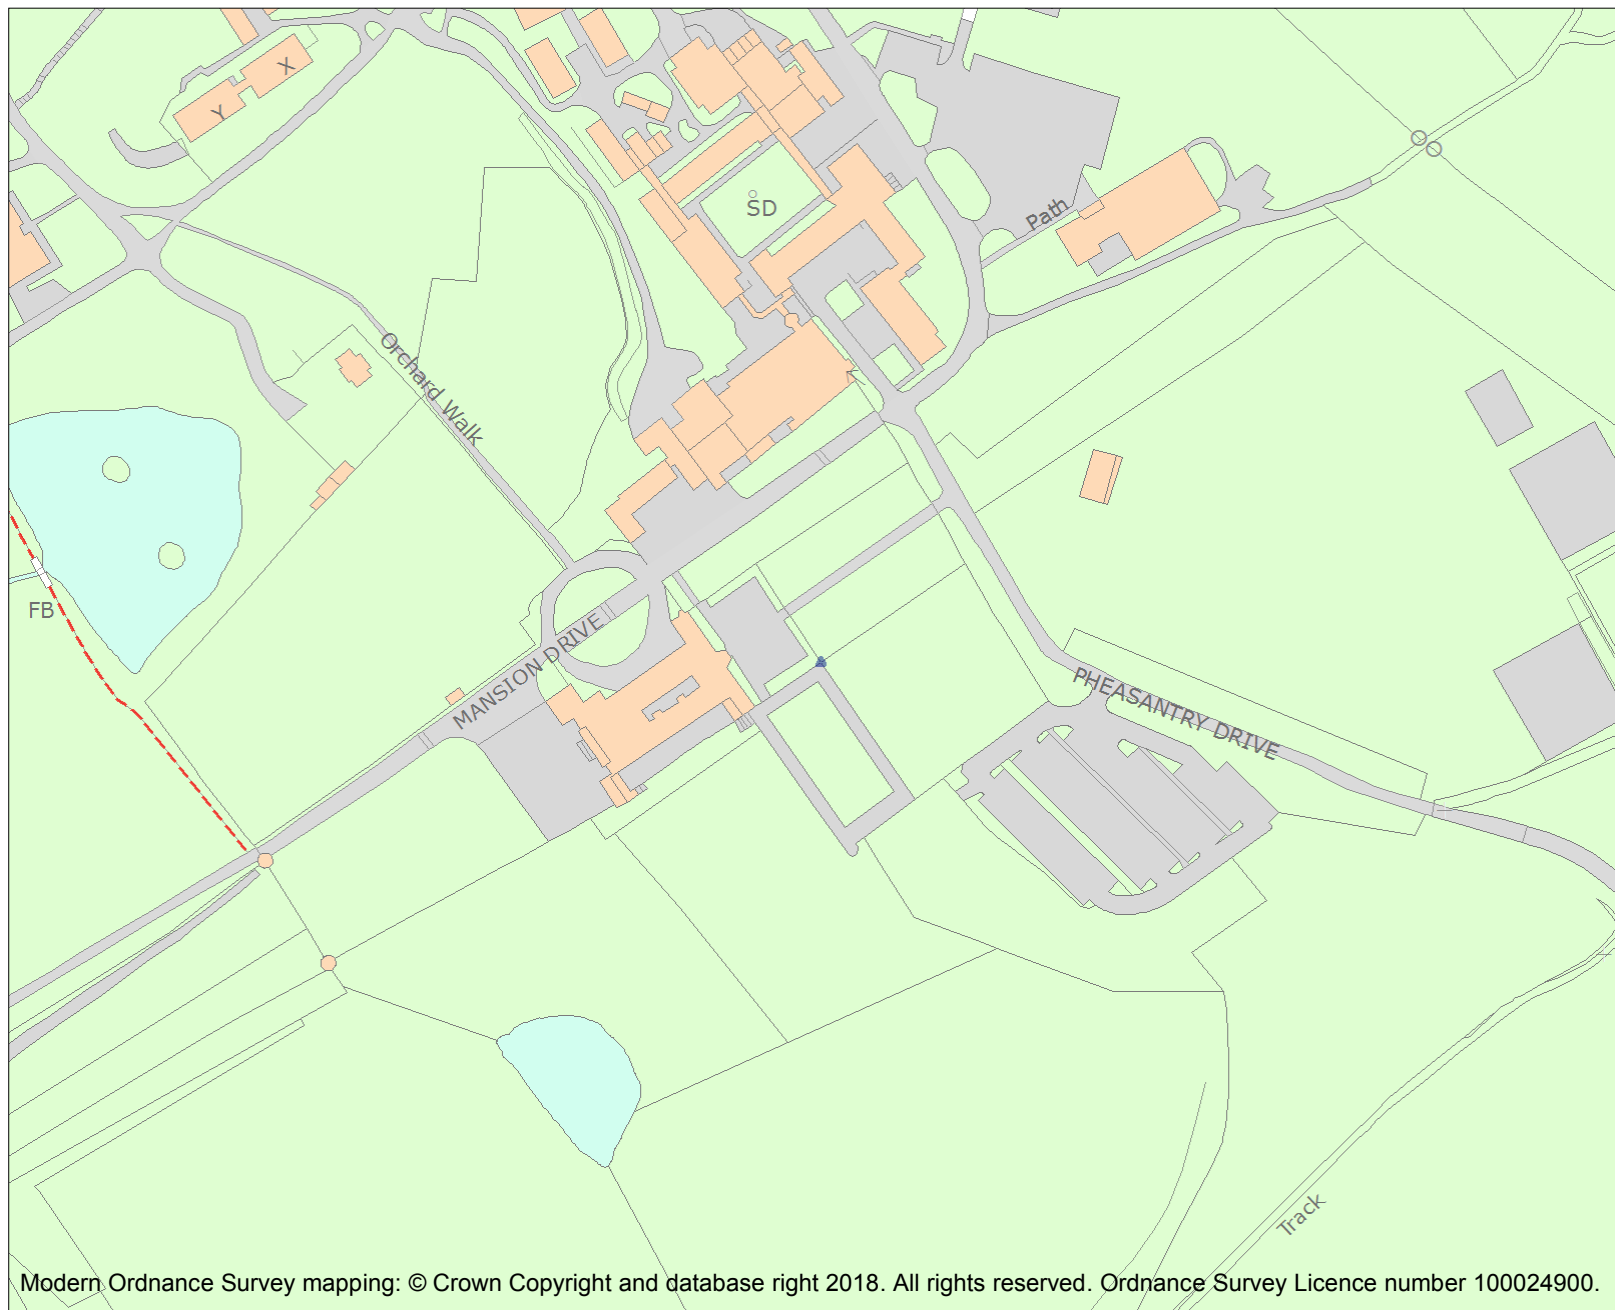 X
Y
SD
Path
Orchard Walk
FB
MANSION DRIVE
PHEASANTRY DRIVE
Track
Modern Ordnance Survey mapping: © Crown Copyright and database right 2018. All rights reserved. Ordnance Survey Licence number 100024900.